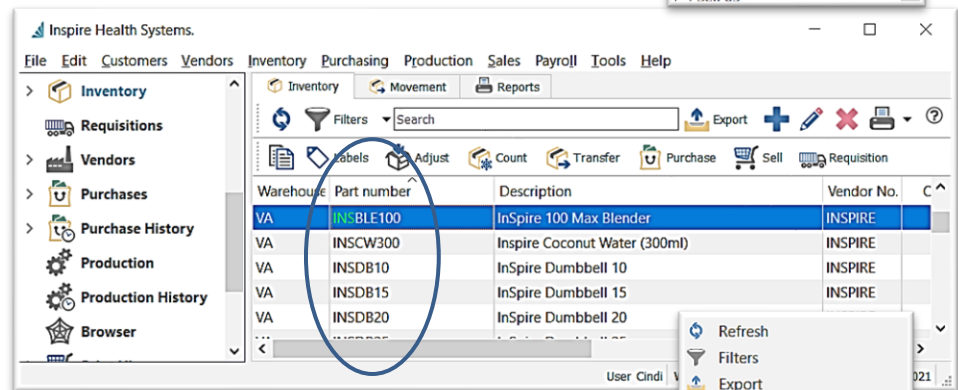 Inspire Health Systems.
File Edit Customers Vendors Inventory Purchasing Production Sales Payroll Tools Help
Inventory
Requisitions
Vendors
Purchases
Purchase History
Production
Production History
Browser
Inventory Movement Reports
Filters Search Export
Labels Adjust Count Transfer Purchase Sell Requisition
Warehouse Part number Description Vendor No.
VA INSBLE100 InSpire 100 Max Blender INSPIRE
VA INSCW300 Inspire Coconut Water (300ml) INSPIRE
VA INSDB10 InSpire Dumbbell 10 INSPIRE
VA INSDB15 InSpire Dumbbell 15 INSPIRE
VA INSDB20 InSpire Dumbbell 20
Refresh
Filters
Export
User Cindi
021